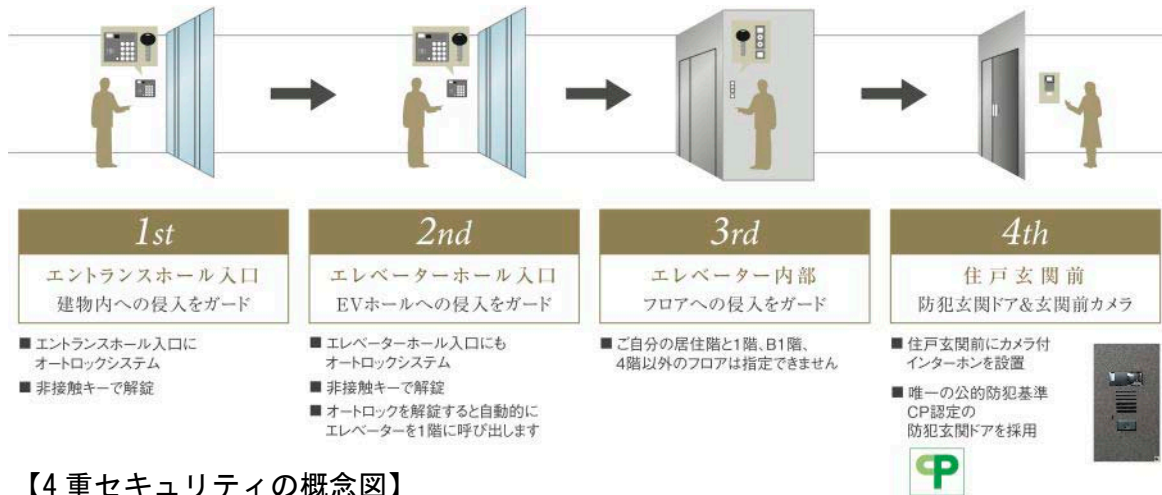 1st
エントランスホール入口
建物内への侵入をガード
■ エントランスホール入口に
オートロックシステム
■ 非接触キーで解錠
2nd
エレベーターホール入口
EVホールへの侵入をガード
■ エレベーターホール入口にも
オートロックシステム
■ 非接触キーで解錠
■ オートロックを解錠すると自動的に
エレベーターを1階に呼び出します
3rd
エレベーター内部
フロアへの侵入をガード
■ ご自分の居住階と1階、B1階、
4階以外のフロアは指定できません
4th
住戸玄関前
防犯玄関ドア&玄関前カメラ
■ 住戸玄関前にカメラ付
インターホンを設置
■ 唯一の公的防犯基準
CP認定の
防犯玄関ドアを採用
CP
【4重セキュリティの概念図】